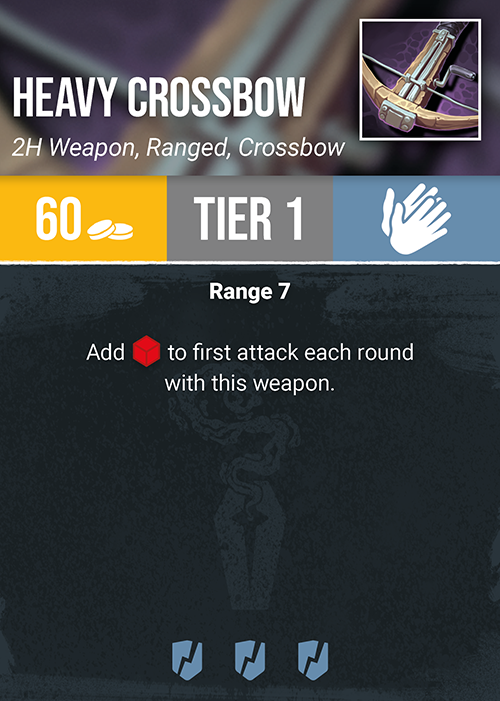 HEAVY CROSSBOW
2H Weapon, Ranged, Crossbow
60 TIER 1
Range 7
Add to first attack each round
with this weapon.